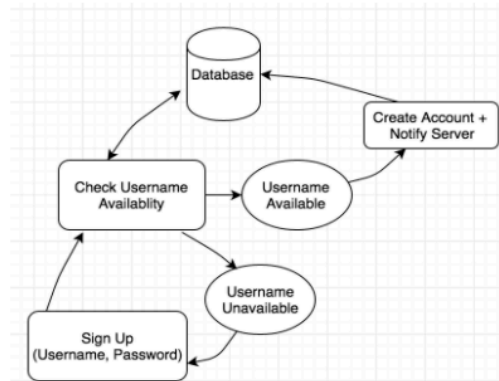 Database
Create Account +
Notify Server
Check Username
Availablity
Username
Available
Username
Unavailable
Sign Up
(Username, Password)